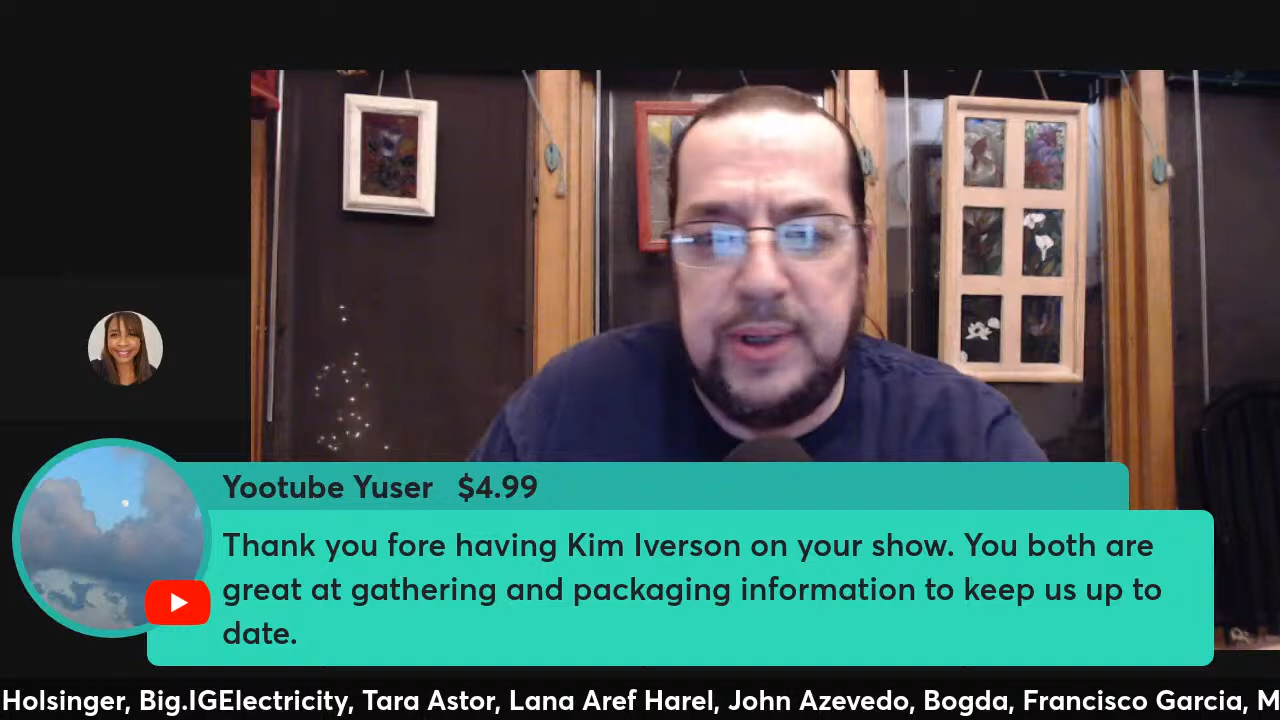 Yootube Yuser $4.99
Thank you fore having Kim Iverson on your show. You both are
great at gathering and packaging information to keep us up to
date.
Holsinger, Big.IGElectricity, Tara Astor, Lana Aref Harel, John Azevedo, Bogda, Francisco Garcia, M